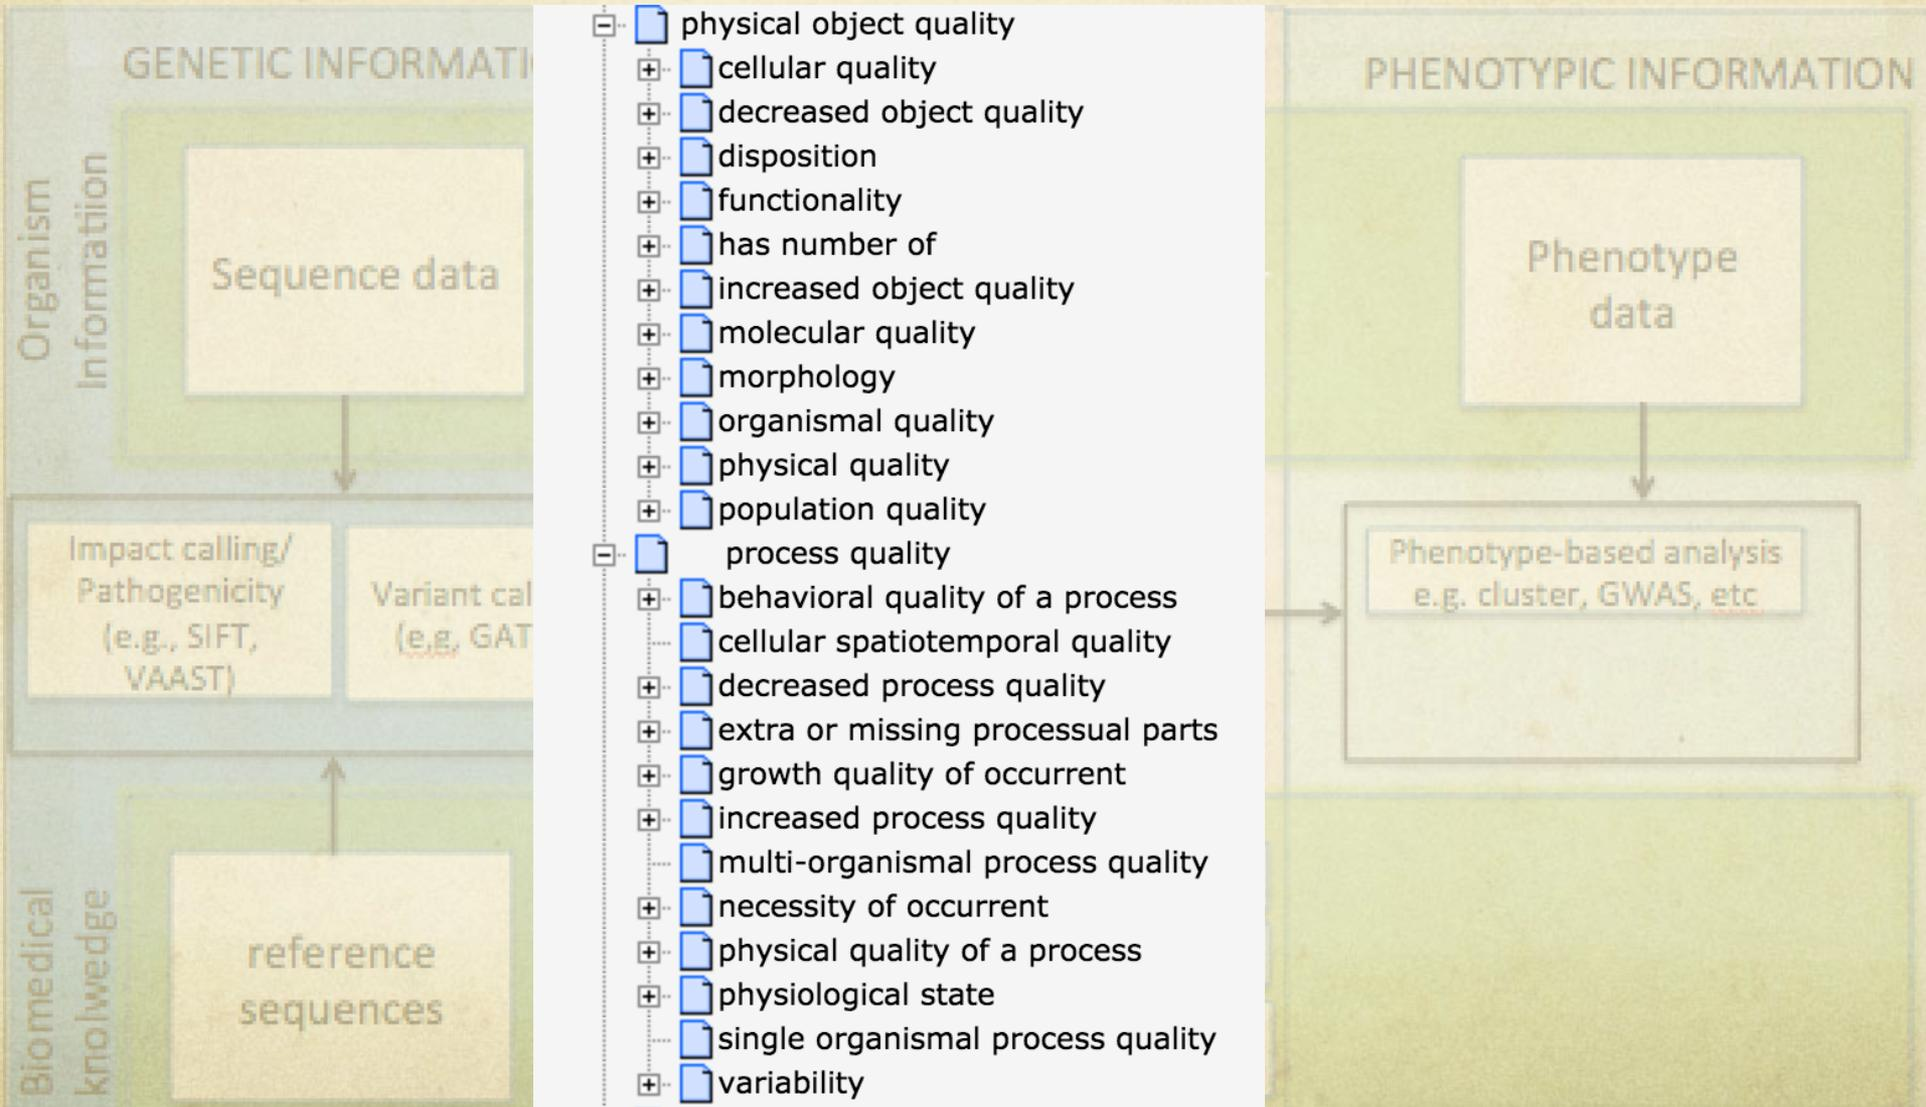 GENETIC INFORMATI
Organism
Informatiion
Sequence data
Impact calling/
Pathogenicity
(e.g., SIFT,
VAAST)
Variant cal
(e,g, GAT
Biomedical
knolwedge
reference
sequences
physical object quality
cellular quality
decreased object quality
disposition
functionality
has number of
increased object quality
molecular quality
morphology
organismal quality
physical quality
population quality
process quality
behavioral quality of a process
cellular spatiotemporal quality
decreased process quality
extra or missing processual parts
growth quality of occurrent
increased process quality
multi-organismal process quality
necessity of occurrent
physical quality of a process
physiological state
single organismal process quality
variability
PHENOTYPIC INFORMATION
Phenotype
data
Phenotype-based analysis
e.g. cluster, GWAS, etc